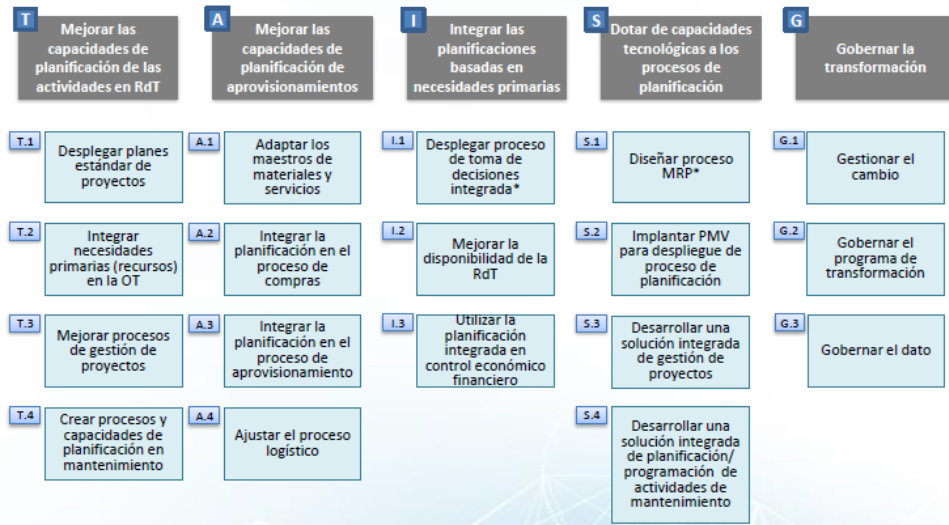 T
Mejorar las
capacidades de
planificación de las
actividades en RdT
A
Mejorar las
capacidades de
planificación de
aprovisionamientos
I
Integrar las
planificaciones
basadas en
necesidades primarias
S
Dotar de capacidades
tecnológicas a los
procesos de
planificación
G
Gobernar la
transformación
T.1
Desplegar planes
estándar de
proyectos
A.1
Adaptar los
maestros de
materiales y
servicios
I.1
Desplegar proceso
de toma de
decisiones
integrada*
S.1
Diseñar proceso
MRP*
G.1
Gestionar el
cambio
T.2
Integrar
necesidades
primarias (recursos)
en la OT
A.2
Integrar la
planificación en el
proceso de
compras
I.2
Mejorar la
disponibilidad de la
RdT
S.2
Implantar PMV
para despliegue de
proceso de
planificación
G.2
Gobernar el
programa de
transformación
T.3
Mejorar procesos
de gestión de
proyectos
A.3
Integrar la
planificación en el
proceso de
aprovisionamiento
I.3
Utilizar la
planificación
integrada en
control económico
financiero
S.3
Desarrollar una
solución integrada
de gestión de
proyectos
G.3
Gobernar el dato
T.4
Crear procesos y
capacidades de
planificación en
mantenimiento
A.4
Ajustar el proceso
logístico
S.4
Desarrollar una
solución integrada
de planificación/
programación de
actividades de
mantenimiento